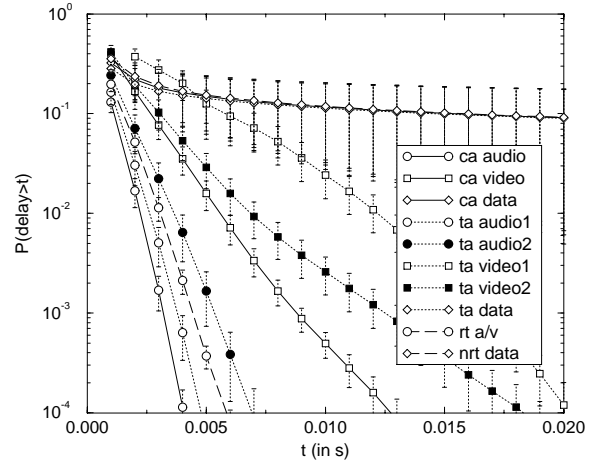 10^0
10^-1
10^-2
10^-3
10^-4
P(delay>t)
ca audio
ca video
ca data
ta audio1
ta audio2
ta video1
ta video2
ta data
rt a/v
nrt data
0.000 0.005 0.010 0.015 0.020
t (in s)